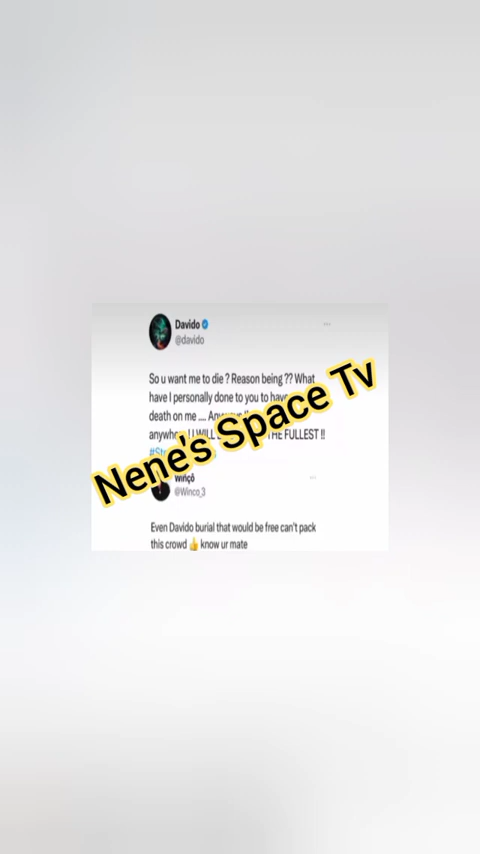 Davido
@davido
So u want me to die ? Reason being ?? What
have I personally done to you to
death on me ....
I WILL THE FULLEST !!
Nene's Space Tv
Winçõ
@Winco_3
Even Davido burial that would be free can't pack
this crowd 👍 know ur mate